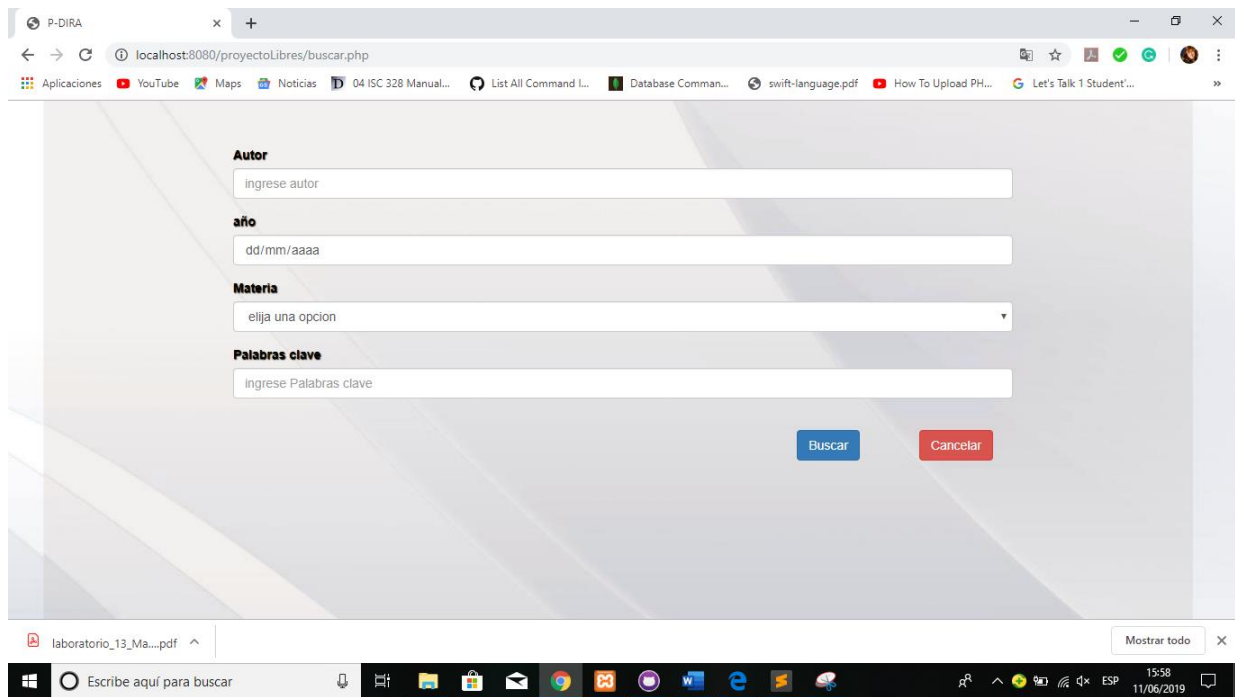 P-DIRA
localhost:8080/proyectoLibres/buscar.php
Aplicaciones YouTube Maps Noticias 04 ISC 328 Manual... List All Command I... Database Comman... swift-language.pdf How To Upload PH... Let's Talk 1 Student'...
Autor
ingrese autor
año
dd/mm/aaaa
Materia
elija una opcion
Palabras clave
ingrese Palabras clave
Buscar Cancelar
laboratorio_13_Ma....pdf Mostrar todo
Escribe aquí para buscar ESP 15:58
11/06/2019